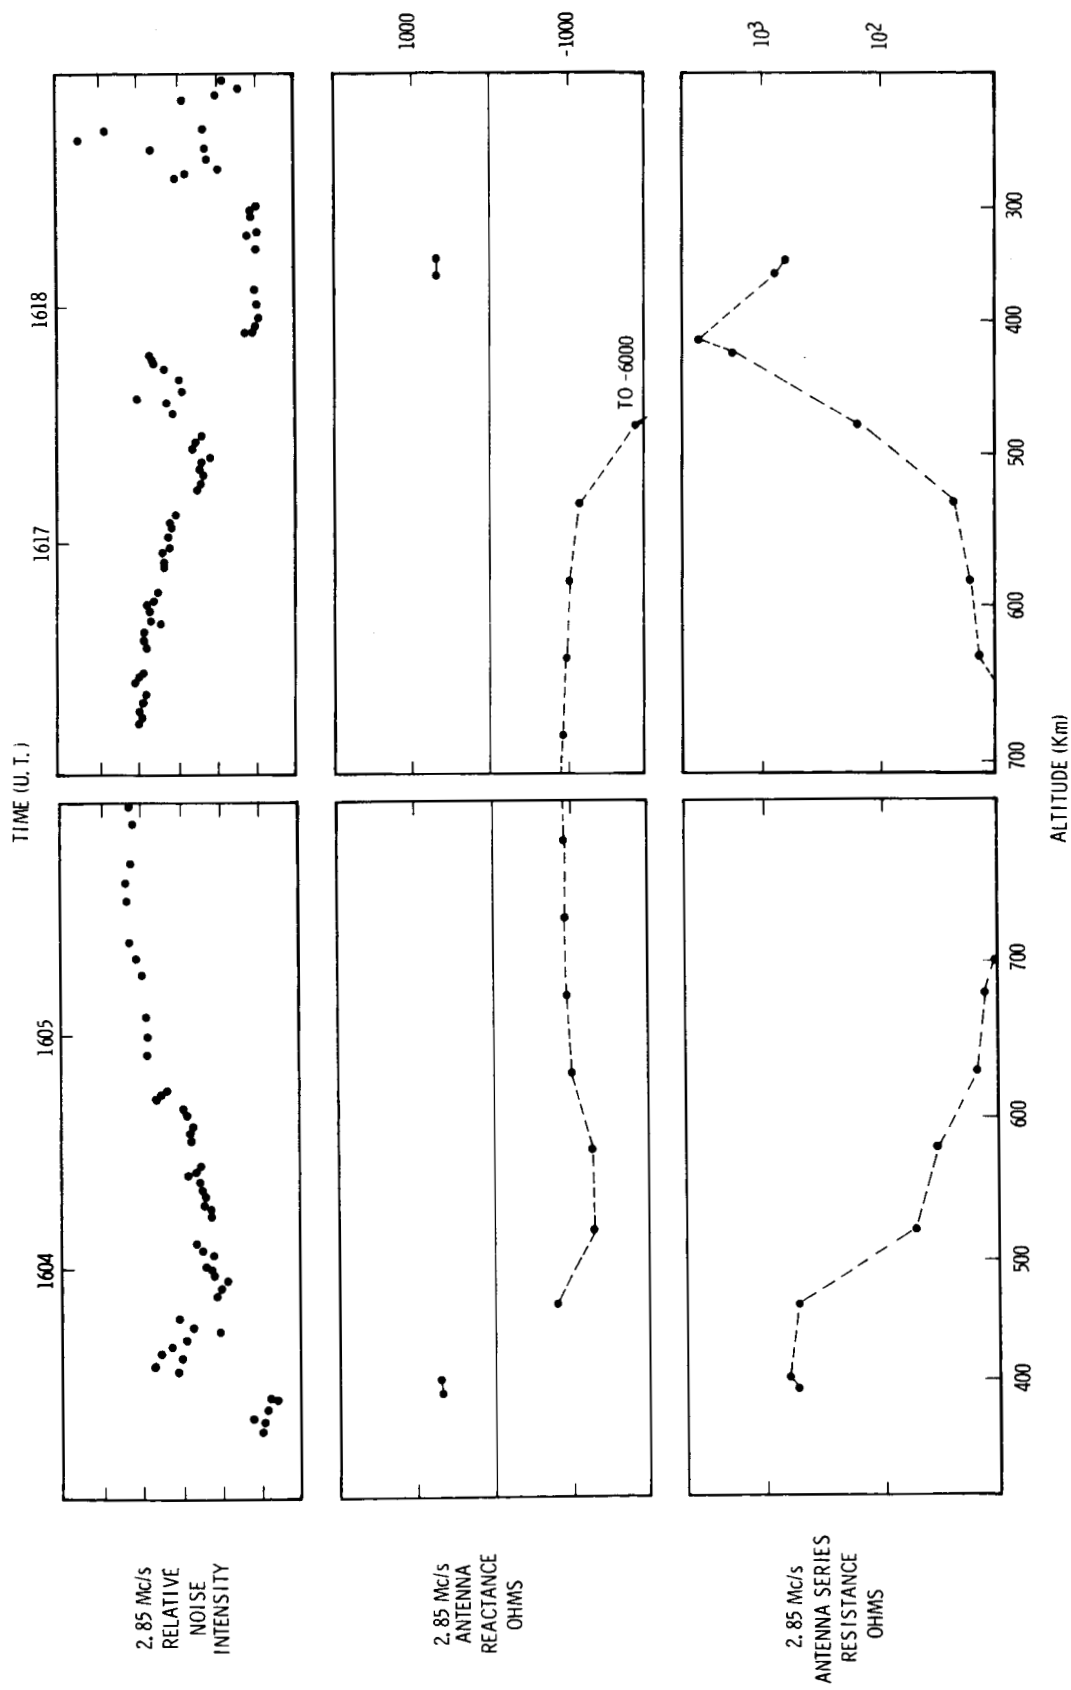 TIME (U. T.)
1604
1605
1617
1618
2.85 Mc/s
RELATIVE
NOISE
INTENSITY
2.85 Mc/s
ANTENNA
REACTANCE
OHMS
1000
-1000
TO -6000
2.85 Mc/s
ANTENNA SERIES
RESISTANCE
OHMS
10³
10²
400
500
600
700
700
600
500
400
300
ALTITUDE (Km)